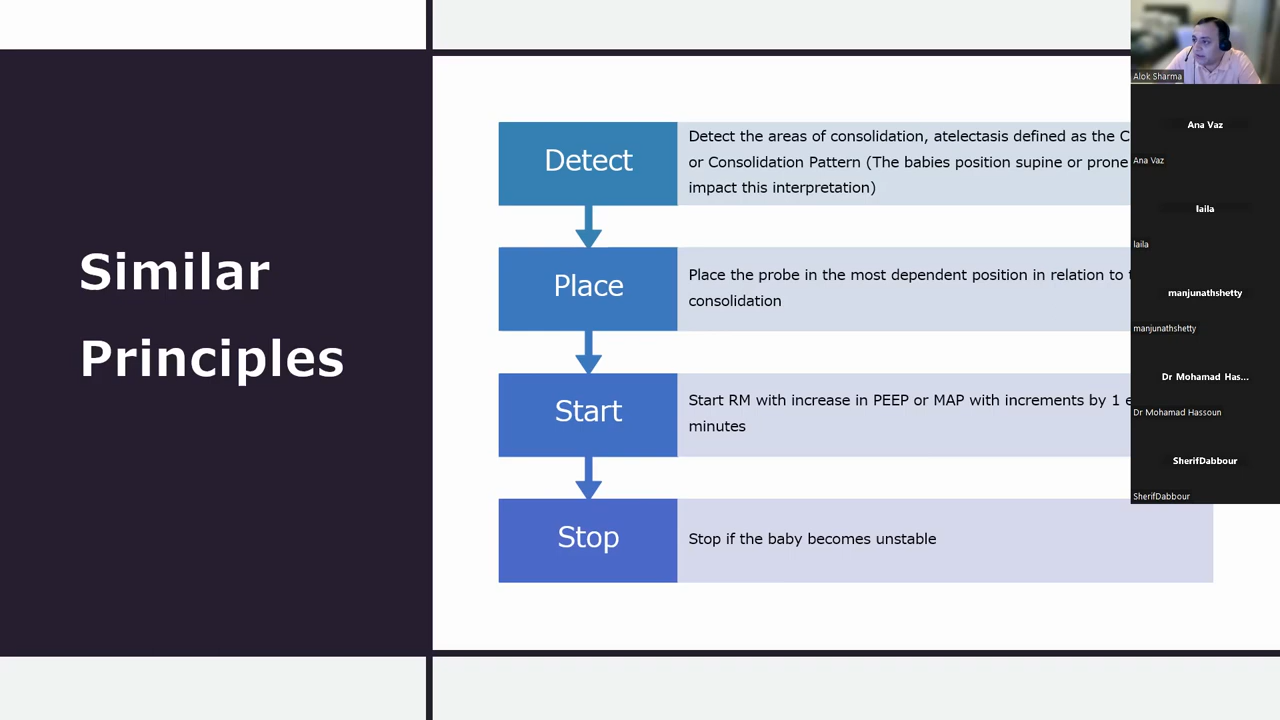 Similar
Principles
Detect
Detect the areas of consolidation, atelectasis defined as the C
or Consolidation Pattern (The babies position supine or prone
impact this interpretation)
Place
Place the probe in the most dependent position in relation to
consolidation
Start
Start RM with increase in PEEP or MAP with increments by 1
minutes
Stop
Stop if the baby becomes unstable
Alok Sharma
Ana Vaz
Ana Vaz
laila
laila
manjunathshetty
manjunathshetty
Dr Mohamad Has...
Dr Mohamad Hassoun
SherifDabbour
SherifDabbour